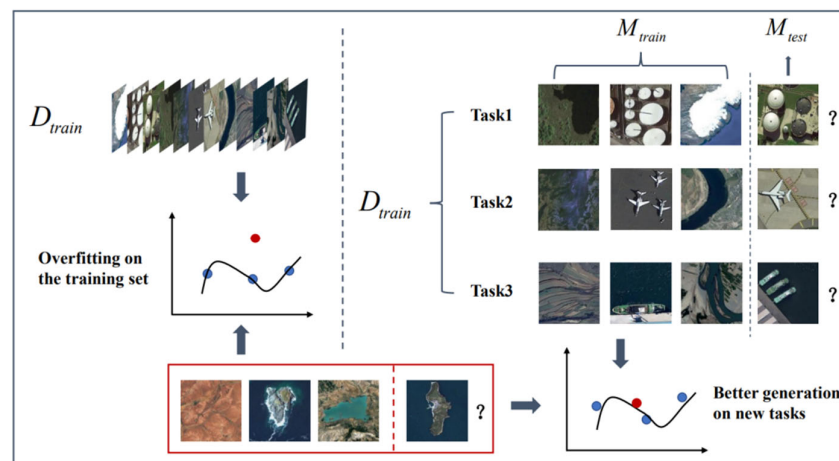 D_train
Overfitting on
the training set
?
M_train
M_test
D_train
Task1
?
Task2
?
Task3
?
Better generation
on new tasks